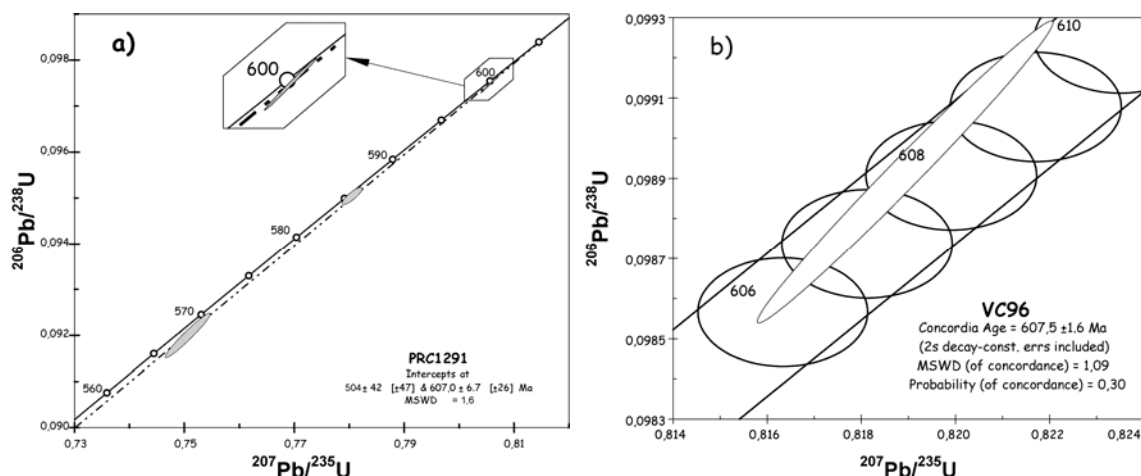 a)
0,098
0,096
0,094
0,092
0,090
206Pb/238U
600
600
590
580
570
560
PRC1291
Intercepts at
504± 42 [±47] & 607,0 ± 6.7 [±26] Ma
MSWD = 1,6
0,73
0,75
0,77
0,79
0,81
207Pb/235U
b)
0,0993
0,0991
0,0989
0,0987
0,0985
0,0983
206Pb/238U
610
608
606
VC96
Concordia Age = 607,5 ±1.6 Ma
(2s decay-const. errs included)
MSWD (of concordance) = 1,09
Probability (of concordance) = 0,30
0,814
0,816
0,818
0,820
0,822
0,824
207Pb/235U